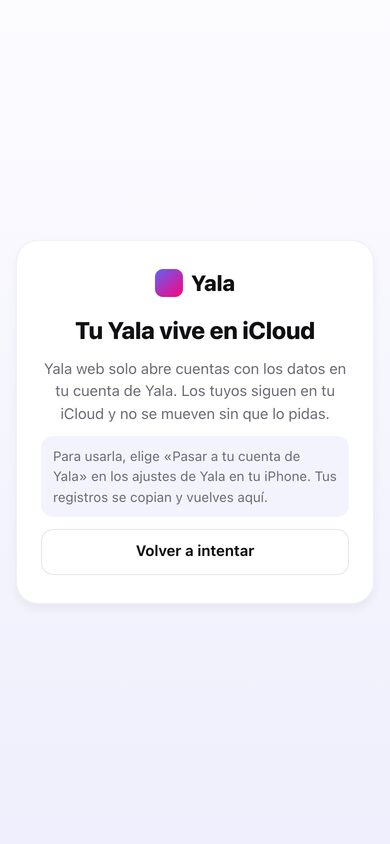 Yala
Tu Yala vive en iCloud
Yala web solo abre cuentas con los datos en
tu cuenta de Yala. Los tuyos siguen en tu
iCloud y no se mueven sin que lo pidas.
Para usarla, elige «Pasar a tu cuenta de
Yala» en los ajustes de Yala en tu iPhone. Tus
registros se copian y vuelves aquí.
Volver a intentar